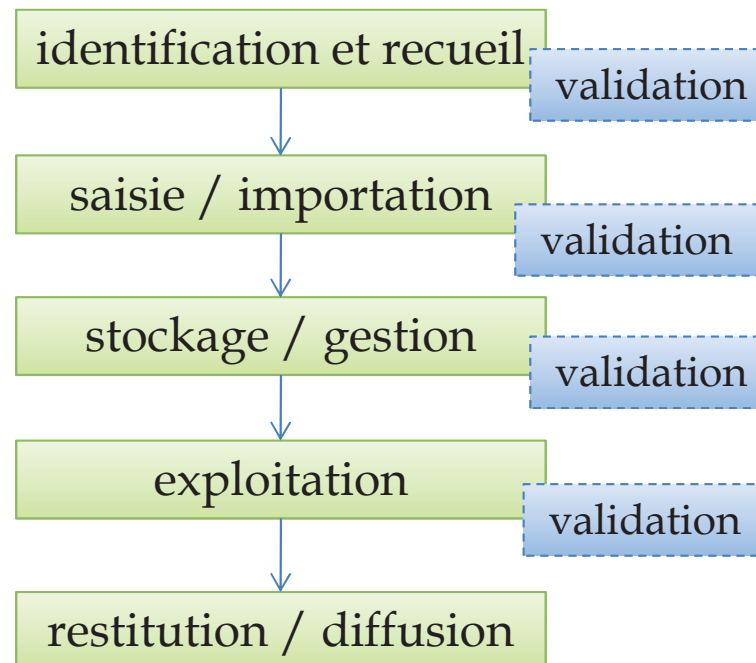 identification et recueil
validation
saisie / importation
validation
stockage / gestion
validation
exploitation
validation
restitution / diffusion